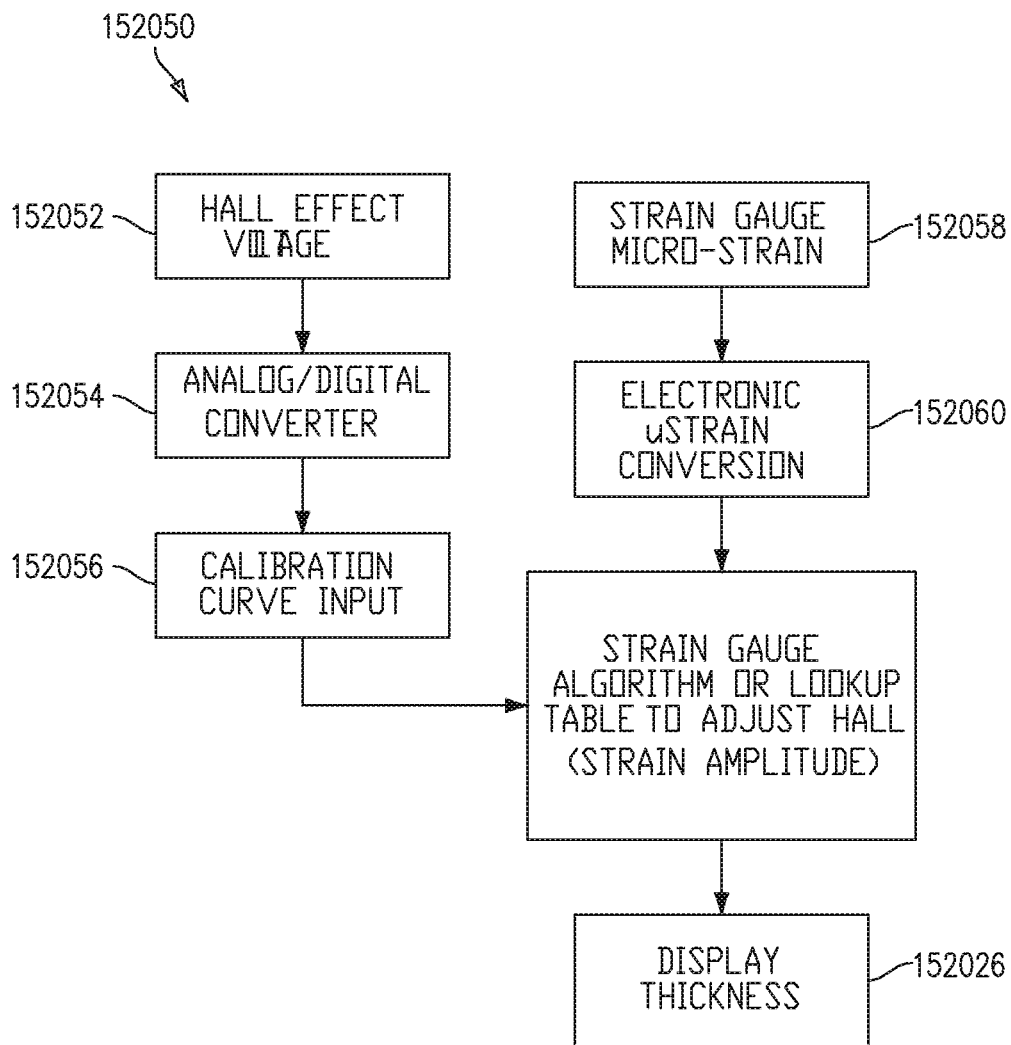 152050
152052
HALL EFFECT
VOLTAGE
152054
ANALOG/DIGITAL
CONVERTER
152056
CALIBRATION
CURVE INPUT
STRAIN GAUGE
MICRO-STRAIN
152058
ELECTRONIC
uSTRAIN
CONVERSION
152060
STRAIN GAUGE
ALGORITHM OR LOOKUP
TABLE TO ADJUST HALL
(STRAIN AMPLITUDE)
DISPLAY
THICKNESS
152026